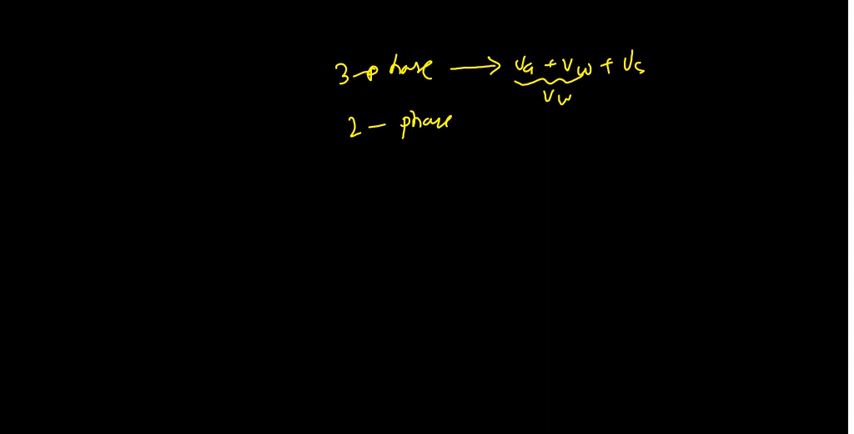 3-phase → Va + Vw + Vs
Vw
2 - phase